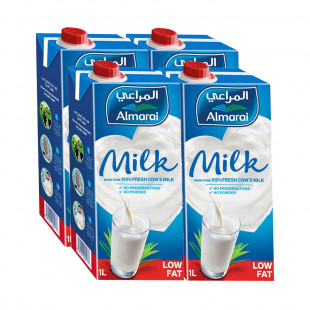 المراعي
Almarai
المراعي
Almarai
Milk
MADE FROM 100% FRESH COW'S MILK
✓ NO PRESERVATIVES
✓ NO POWDER
1L
LOW
FAT
Milk
MADE FROM 100% FRESH COW'S MILK
✓ NO PRESERVATIVES
✓ NO POWDER
1L
LOW
FAT